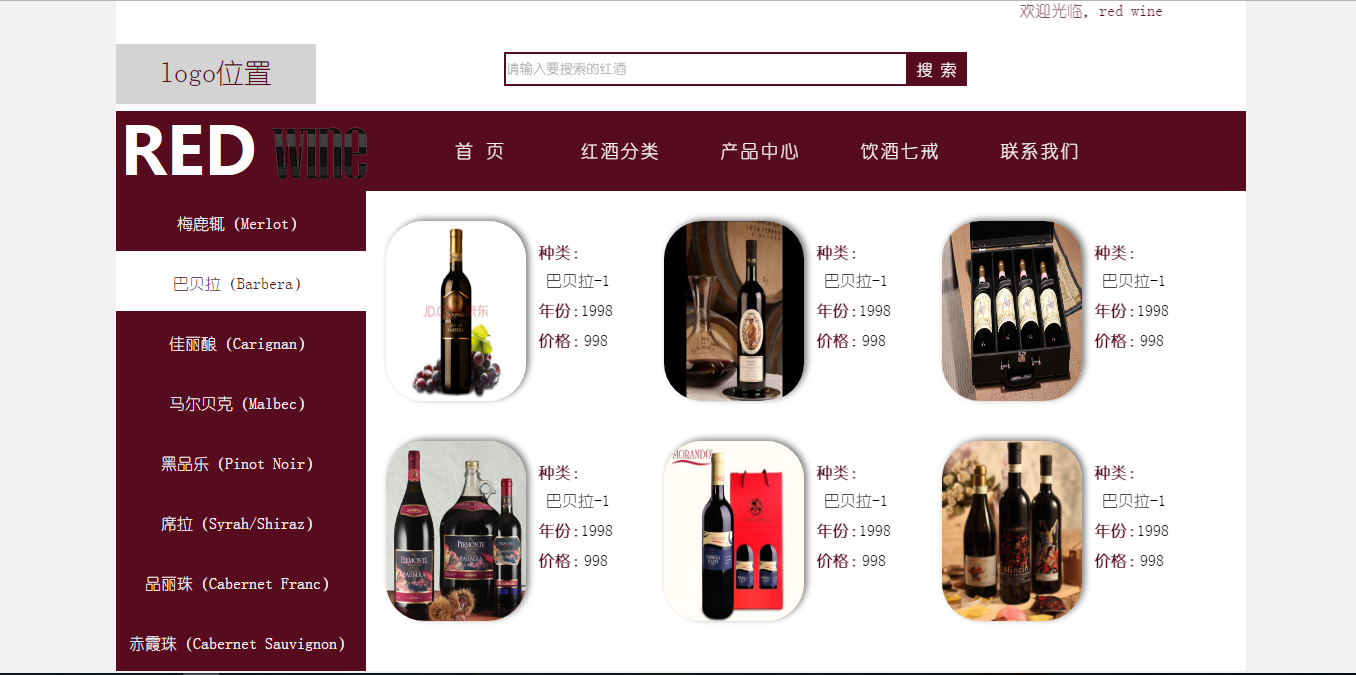 欢迎光临，red wine
logo位置
请输入要搜索的红酒
搜 索
RED wine
首 页
红酒分类
产品中心
饮酒七戒
联系我们
梅鹿辄 (Merlot)
巴贝拉 (Barbera)
佳丽酿 (Carignan)
马尔贝克 (Malbec)
黑品乐 (Pinot Noir)
席拉 (Syrah/Shiraz)
品丽珠 (Cabernet Franc)
赤霞珠 (Cabernet Sauvignon)
种类：
巴贝拉-1
年份：1998
价格：998
种类：
巴贝拉-1
年份：1998
价格：998
种类：
巴贝拉-1
年份：1998
价格：998
BARBERA
PIEMONTE
BARBERA
种类：
巴贝拉-1
年份：1998
价格：998
MORANDO
种类：
巴贝拉-1
年份：1998
价格：998
种类：
巴贝拉-1
年份：1998
价格：998